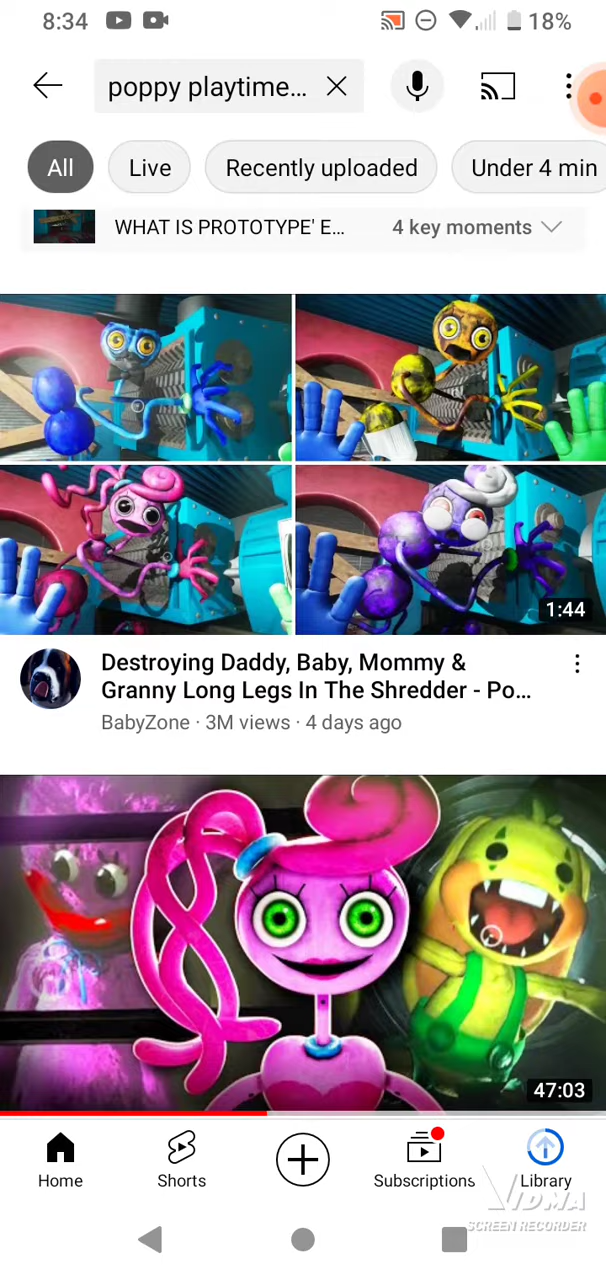 8:34 18%
poppy playtime...
All Live Recently uploaded Under 4 min
WHAT IS PROTOTYPE' E... 4 key moments
1:44
Destroying Daddy, Baby, Mommy &
Granny Long Legs In The Shredder - Po...
BabyZone · 3M views · 4 days ago
47:03
Home Shorts Subscriptions Library
VIDMA
SCREEN RECORDER